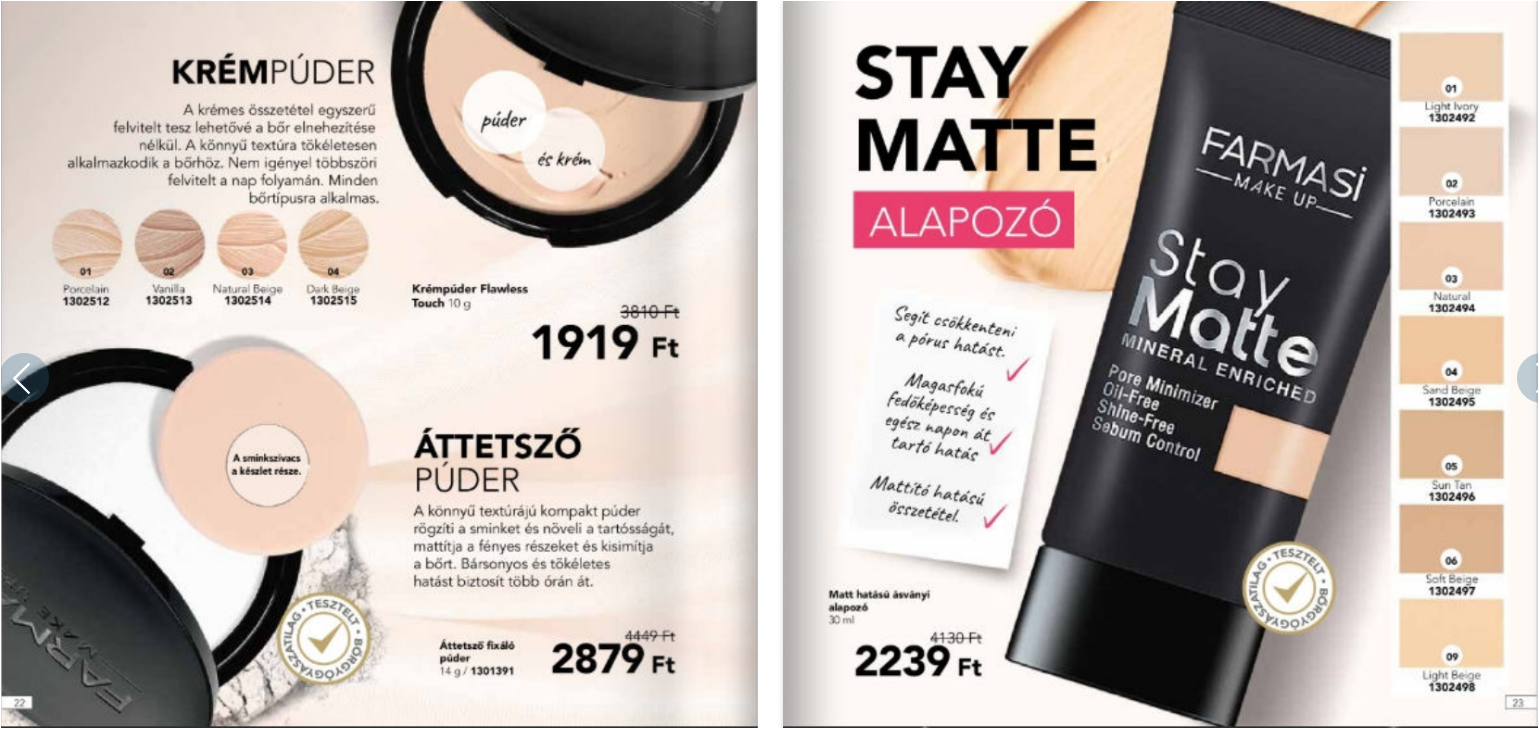 KRÉMPÚDER
A krémes összetétel egyszerű
felvitelt tesz lehetővé a bőr elnehezítése
nélkül. A könnyű textúra tökéletesen
alkalmazkodik a bőrhöz. Nem igényel többszöri
felvitelt a nap folyamán. Minden
bőrtípusra alkalmas.
púder
és krém
01
Porcelain
1302512
02
Vanilla
1302513
03
Natural Beige
1302514
04
Dark Beige
1302515
Krémpúder Flawless
Touch 10 g
3810 Ft
1919 Ft
A sminkszivacs
a készlet része.
ÁTTETSZŐ
PÚDER
A könnyű textúrájú kompakt púder
rögzíti a sminket és növeli a tartósságát,
mattítja a fényes részeket és kisimítja
a bőrt. Bársonyos és tökéletes
hatást biztosít több órán át.
FARMASi
MAKE UP
TESZTELT • BŐRGYÓGYÁSZATILAG •
Áttetsző fixáló
púder
14 g / 1301391
4449 Ft
2879 Ft
22
STAY
MATTE
ALAPOZÓ
Segít csökkenteni
a pórus hatást.
Magasfokú
fedőképesség és
egész napon át
tartó hatás
Mattító hatású
összetétel.
FARMASi
MAKE UP
Stay
Matte
MINERAL ENRICHED
Pore Minimizer
Oil-Free
Shine-Free
Sebum Control
TESZTELT • BŐRGYÓGYÁSZATILAG •
Matt hatású ásványi
alapozó
30 ml
4130 Ft
2239 Ft
01
Light Ivory
1302492
02
Porcelain
1302493
03
Natural
1302494
04
Sand Beige
1302495
05
Sun Tan
1302496
06
Soft Beige
1302497
09
Light Beige
1302498
23